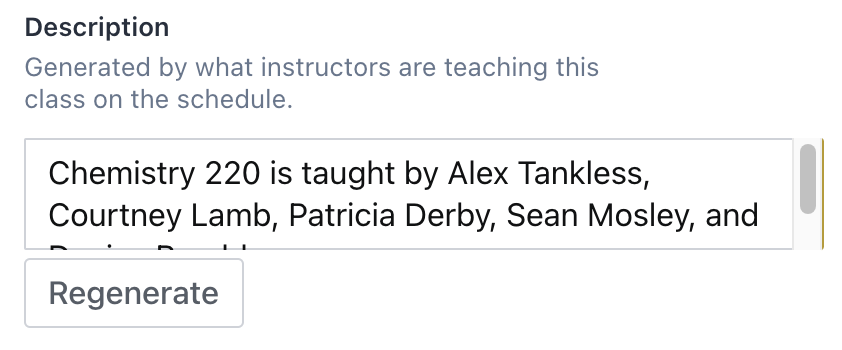 Description
Generated by what instructors are teaching this
class on the schedule.
Chemistry 220 is taught by Alex Tankless,
Courtney Lamb, Patricia Derby, Sean Mosley, and
Regenerate